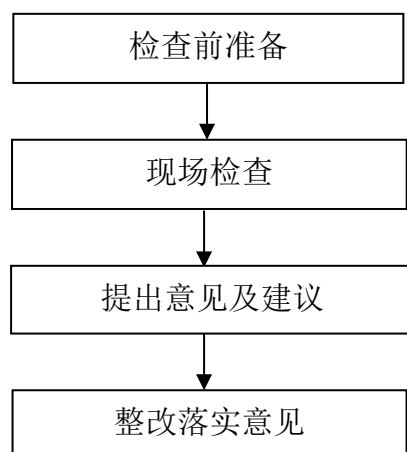 检查前准备
现场检查
提出意见及建议
整改落实意见